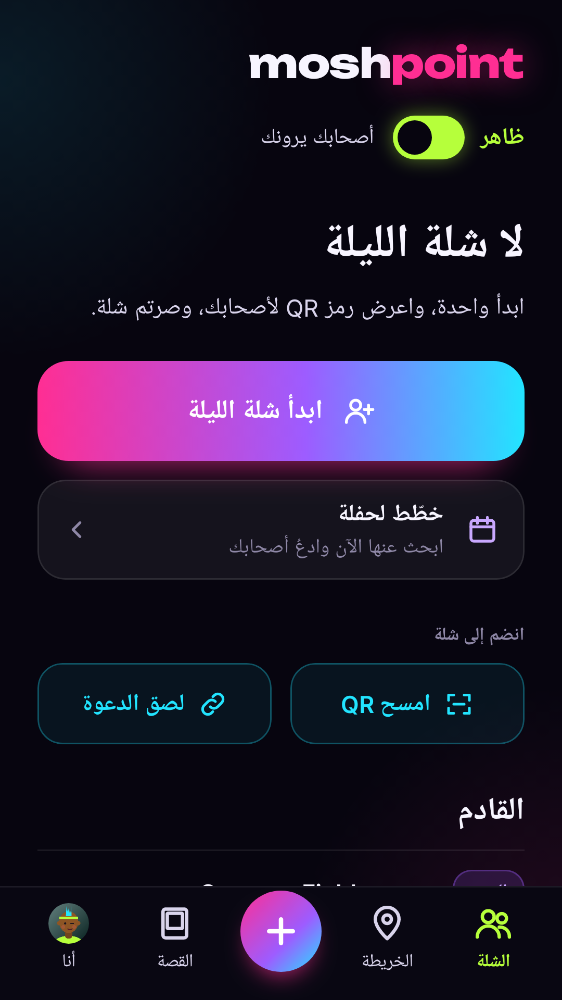 moshpoint
ظاهر
أصحابك يرونك
لا شلة الليلة
ابدأ واحدة، واعرض رمز QR لأصحابك، وصرتم شلة.
ابدأ شلة الليلة
خطّط لحفلة
ابحث عنها الآن وادعُ أصحابك
انضم إلى شلة
امسح QR
لصق الدعوة
القادم
الشلة
الخريطة
القصة
أنا